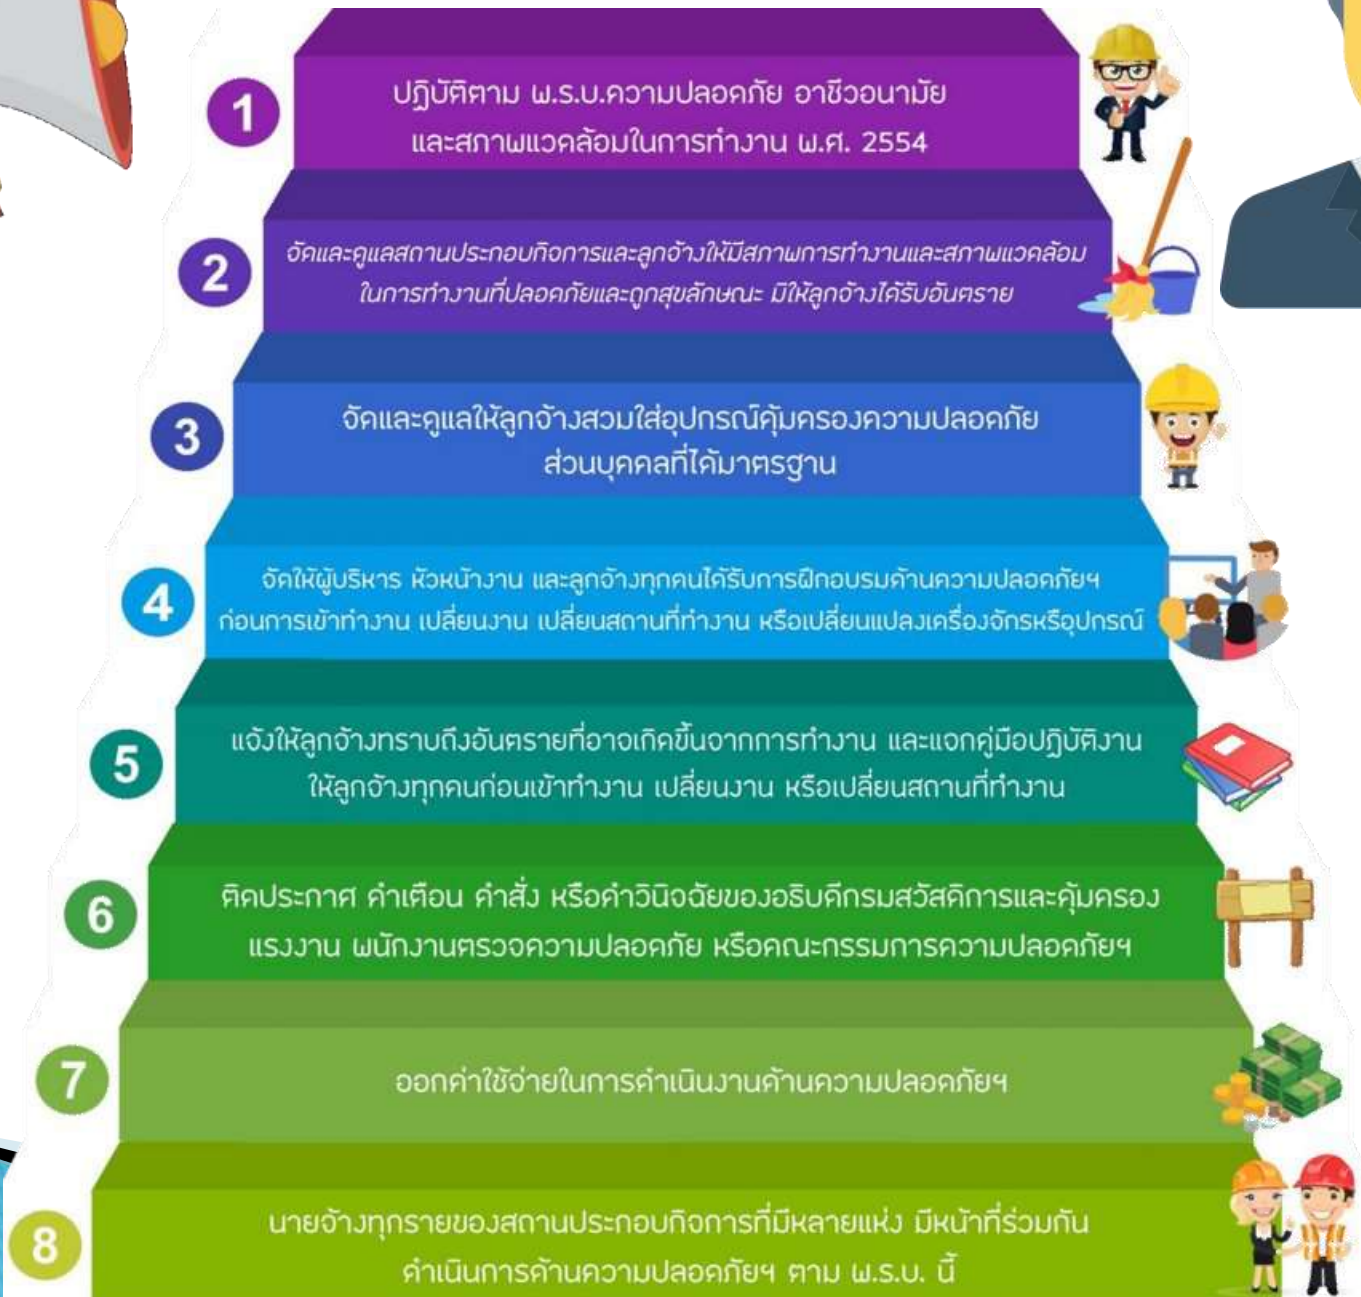 1
ปฏิบัติตาม พ.ร.บ.ความปลอดภัย อาชีวอนามัย
และสภาพแวดล้อมในการทำงาน พ.ศ. 2554
2
จัดและดูแลสถานประกอบกิจการและลูกจ้างให้มีสภาพการทำงานและสภาพแวดล้อม
ในการทำงานที่ปลอดภัยและถูกสุขลักษณะ มิให้ลูกจ้างได้รับอันตราย
3
จัดและดูแลให้ลูกจ้างสวมใส่อุปกรณ์คุ้มครองความปลอดภัย
ส่วนบุคคลที่ได้มาตรฐาน
4
จัดให้ผู้บริหาร หัวหน้างาน และลูกจ้างทุกคนได้รับการฝึกอบรมด้านความปลอดภัยฯ
ก่อนการเข้าทำงาน เปลี่ยนงาน เปลี่ยนสถานที่ทำงาน หรือเปลี่ยนแปลงเครื่องจักรหรืออุปกรณ์
5
แจ้งให้ลูกจ้างทราบถึงอันตรายที่อาจเกิดขึ้นจากการทำงาน และแจกคู่มือปฏิบัติงาน
ให้ลูกจ้างทุกคนก่อนเข้าทำงาน เปลี่ยนงาน หรือเปลี่ยนสถานที่ทำงาน
6
ติดประกาศ คำเตือน คำสั่ง หรือคำวินิจฉัยของอธิบดีกรมสวัสดิการและคุ้มครอง
แรงงาน พนักงานตรวจความปลอดภัย หรือคณะกรรมการความปลอดภัยฯ
7
ออกค่าใช้จ่ายในการดำเนินงานด้านความปลอดภัยฯ
8
นายจ้างทุกรายของสถานประกอบกิจการที่มีหลายแห่ง มีหน้าที่ร่วมกัน
ดำเนินการด้านความปลอดภัยฯ ตาม พ.ร.บ. นี้